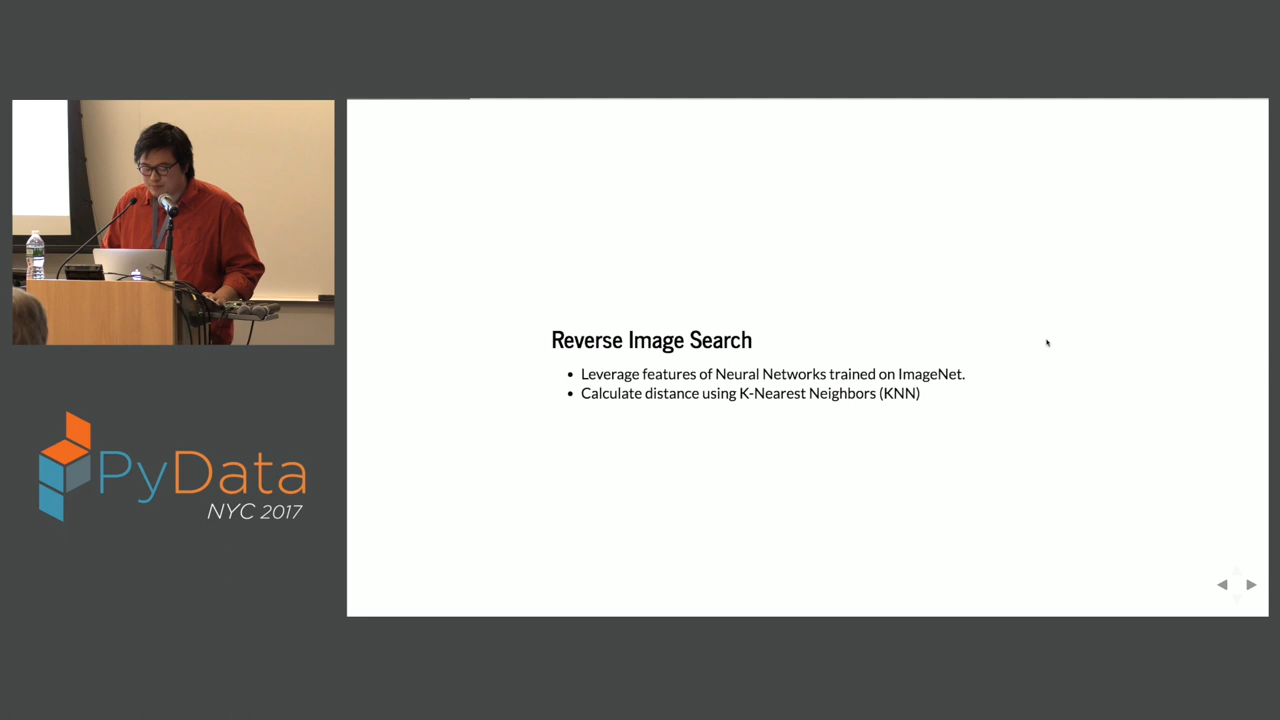 Reverse Image Search
Leverage features of Neural Networks trained on ImageNet.
Calculate distance using K-Nearest Neighbors (KNN)
PyData
NYC 2017